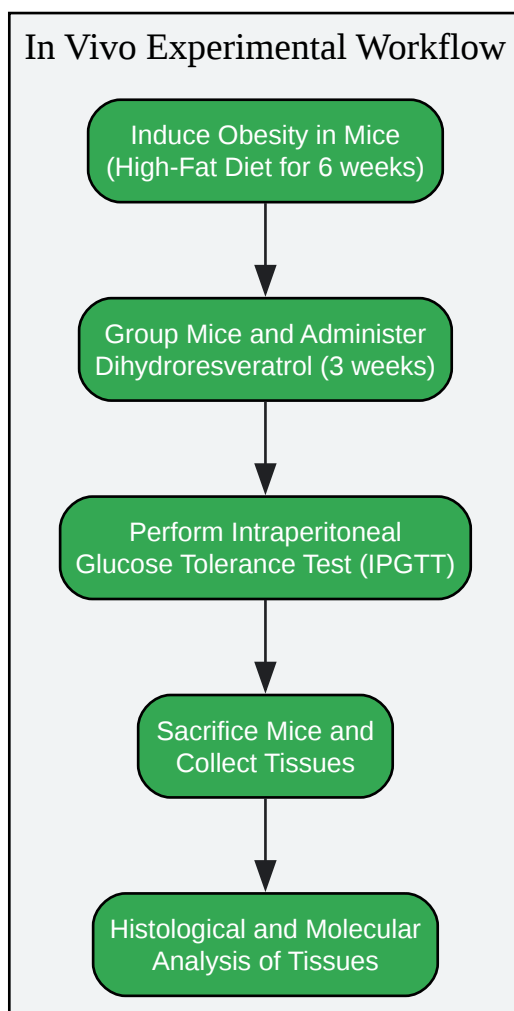 In Vivo Experimental Workflow
Induce Obesity in Mice
(High-Fat Diet for 6 weeks)
Group Mice and Administer
Dihydroresveratrol (3 weeks)
Perform Intraperitoneal
Glucose Tolerance Test (IPGTT)
Sacrifice Mice and
Collect Tissues
Histological and Molecular
Analysis of Tissues